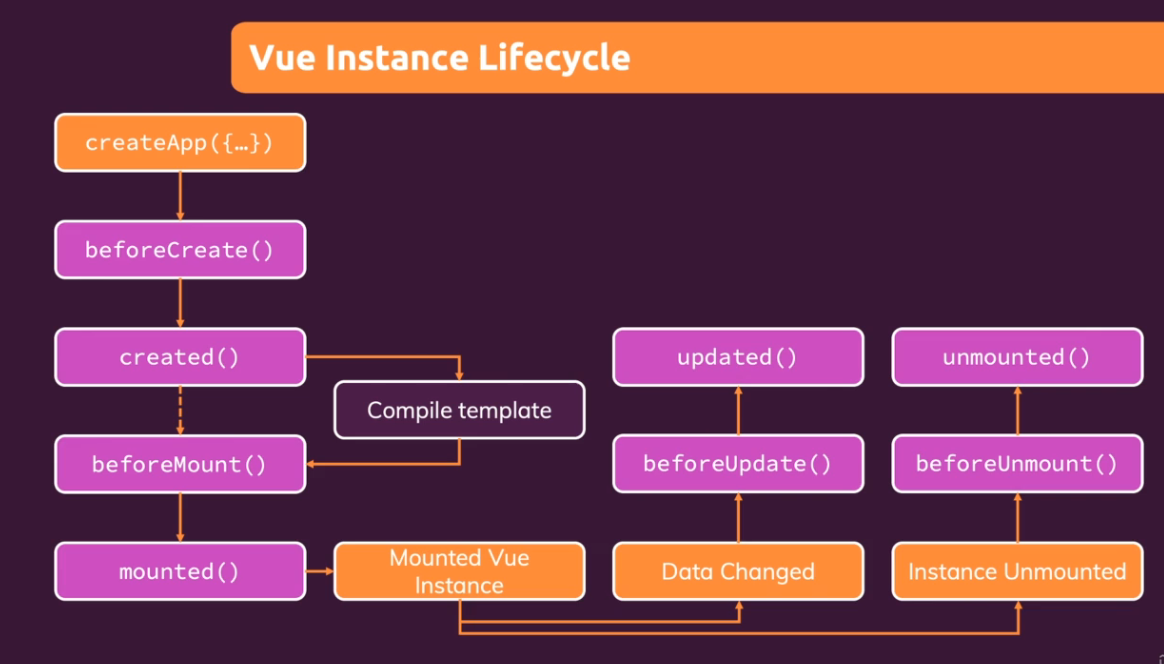 Vue Instance Lifecycle
createApp({…})
beforeCreate()
created()
Compile template
beforeMount()
mounted()
Mounted Vue
Instance
updated()
beforeUpdate()
Data Changed
unmounted()
beforeUnmount()
Instance Unmounted